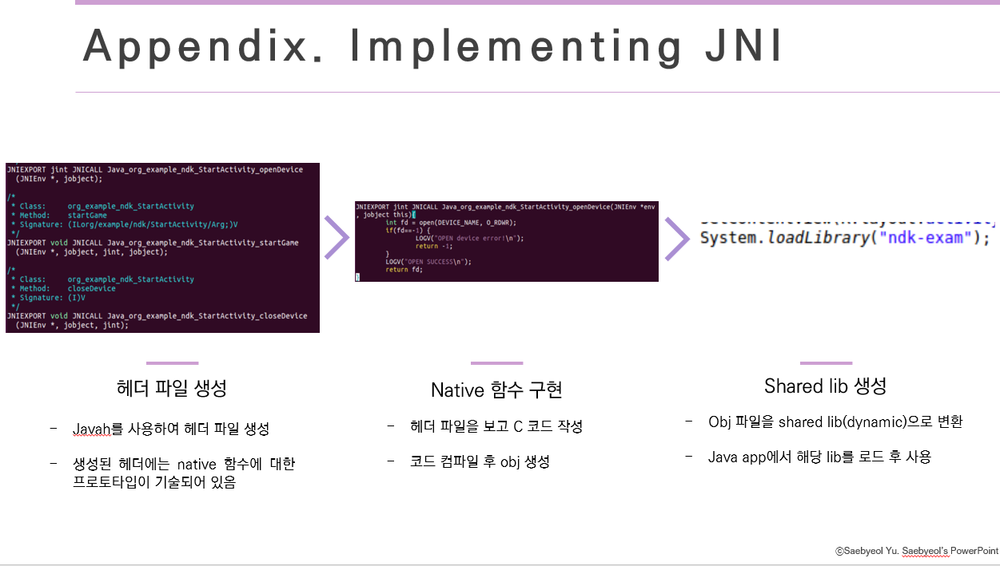 Appendix. Implementing JNI
JNIEXPORT jint JNICALL Java_org_example_ndk_StartActivity_openDevice
(JNIEnv *, jobject);
/*
* Class: org_example_ndk_StartActivity
* Method: startGame
* Signature: (ILorg/example/ndk/StartActivity/Arg;)V
*/
JNIEXPORT void JNICALL Java_org_example_ndk_StartActivity_startGame
(JNIEnv *, jobject, jint, jobject);
/*
* Class: org_example_ndk_StartActivity
* Method: closeDevice
* Signature: (I)V
*/
JNIEXPORT void JNICALL Java_org_example_ndk_StartActivity_closeDevice
(JNIEnv *, jobject, jint);
JNIEXPORT jint JNICALL Java_org_example_ndk_StartActivity_openDevice(JNIEnv *env
, jobject this){
int fd = open(DEVICE_NAME, O_RDWR);
if(fd==-1) {
LOGV("OPEN device error!\n");
return -1;
}
LOGV("OPEN SUCCESS\n");
return fd;
}
System.loadLibrary("ndk-exam");
헤더 파일 생성
- Javah를 사용하여 헤더 파일 생성
- 생성된 헤더에는 native 함수에 대한
프로토타입이 기술되어 있음
Native 함수 구현
- 헤더 파일을 보고 C 코드 작성
- 코드 컴파일 후 obj 생성
Shared lib 생성
- Obj 파일을 shared lib(dynamic)으로 변환
- Java app에서 해당 lib를 로드 후 사용
ⓒSaebyeol Yu. Saebyeol's PowerPoint